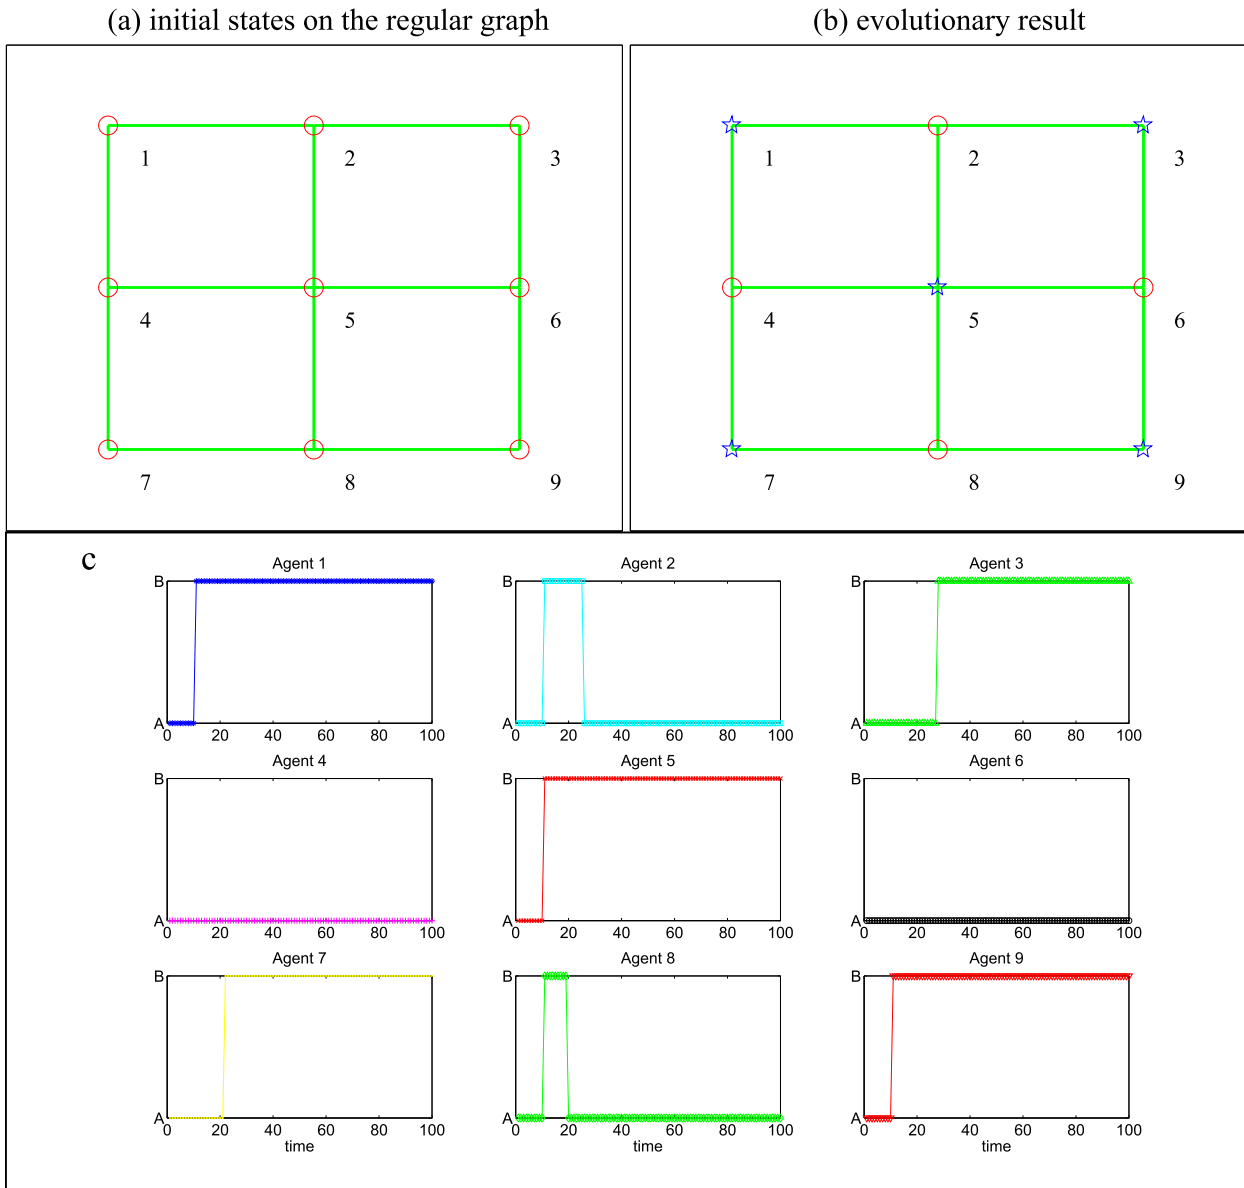 (a) initial states on the regular graph (b) evolutionary result
1 2 3 1 2 3
4 5 6 4 5 6
7 8 9 7 8 9
c
Agent 1 Agent 2 Agent 3
B B B
A A A
0 20 40 60 80 100 0 20 40 60 80 100 0 20 40 60 80 100
Agent 4 Agent 5 Agent 6
B B B
A A A
0 20 40 60 80 100 0 20 40 60 80 100 0 20 40 60 80 100
Agent 7 Agent 8 Agent 9
B B B
A A A
0 20 40 60 80 100 0 20 40 60 80 100 0 20 40 60 80 100
time time time